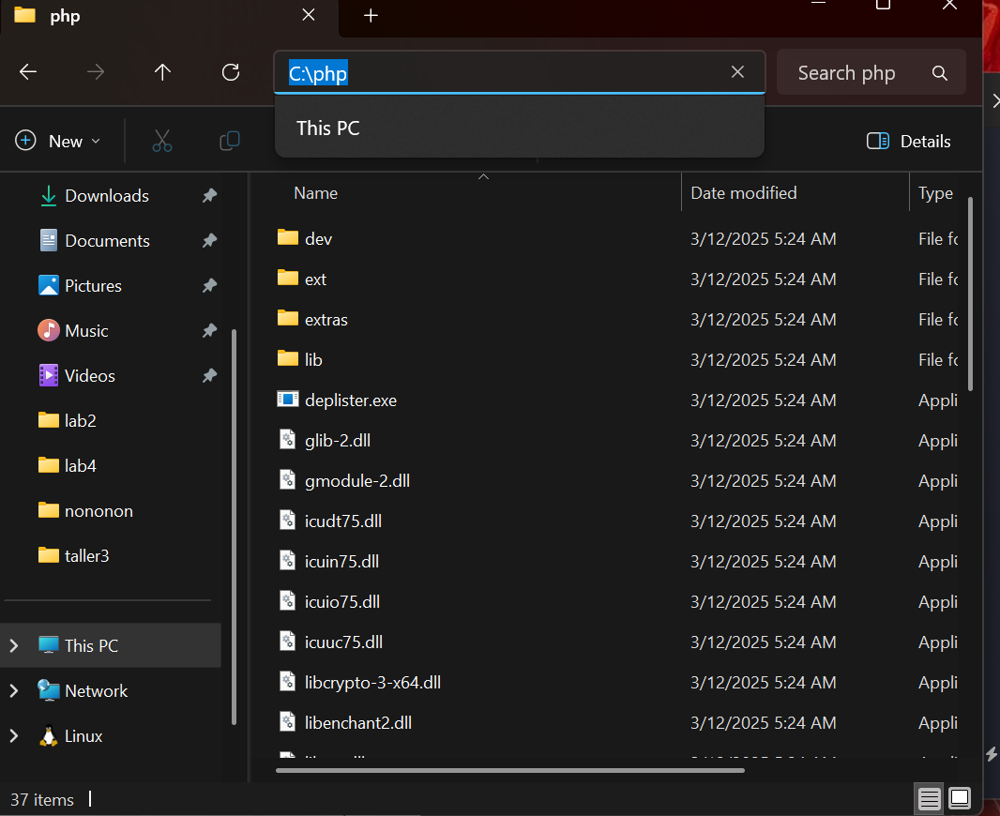 php
C:\php
Search php
This PC
New
Details
Downloads
Documents
Pictures
Music
Videos
lab2
lab4
nononon
taller3
This PC
Network
Linux
Name Date modified Type
dev 3/12/2025 5:24 AM File fo
ext 3/12/2025 5:24 AM File fo
extras 3/12/2025 5:24 AM File fo
lib 3/12/2025 5:24 AM File fo
deplister.exe 3/12/2025 5:24 AM Appli
glib-2.dll 3/12/2025 5:24 AM Appli
gmodule-2.dll 3/12/2025 5:24 AM Appli
icudt75.dll 3/12/2025 5:24 AM Appli
icuin75.dll 3/12/2025 5:24 AM Appli
icuio75.dll 3/12/2025 5:24 AM Appli
icuuc75.dll 3/12/2025 5:24 AM Appli
libcrypto-3-x64.dll 3/12/2025 5:24 AM Appli
libenchant2.dll 3/12/2025 5:24 AM Appli
37 items